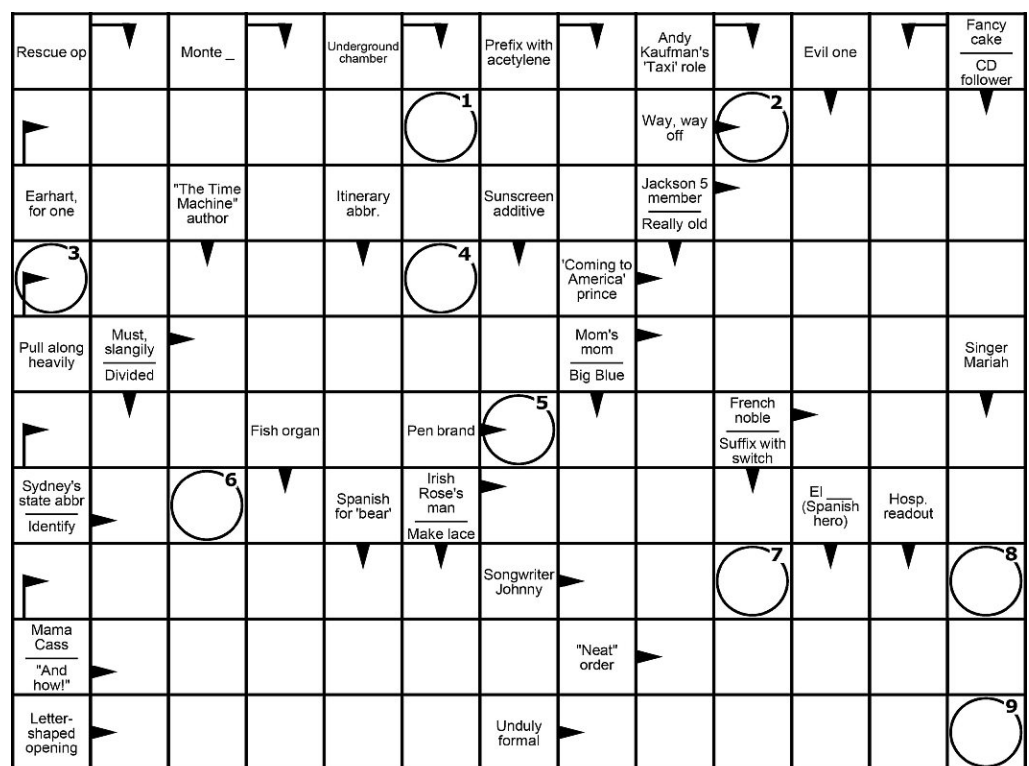 Rescue op
Monte _
Underground
chamber
Prefix with
acetylene
Andy
Kaufman's
'Taxi' role
Evil one
Fancy
cake
CD
follower
1
Way, way
off
2
Earhart,
for one
"The Time
Machine"
author
Itinerary
abbr.
Sunscreen
additive
Jackson 5
member
Really old
3
4
'Coming to
America'
prince
Pull along
heavily
Must,
slangily
Divided
Mom's
mom
Big Blue
Singer
Mariah
Fish organ
Pen brand
5
French
noble
Suffix with
switch
Sydney's
state abbr
Identify
6
Spanish
for 'bear'
Irish
Rose's
man
Make lace
El ___
(Spanish
hero)
Hosp.
readout
Songwriter
Johnny
7
8
Mama
Cass
"And
how!"
"Neat"
order
Letter-
shaped
opening
Unduly
formal
9